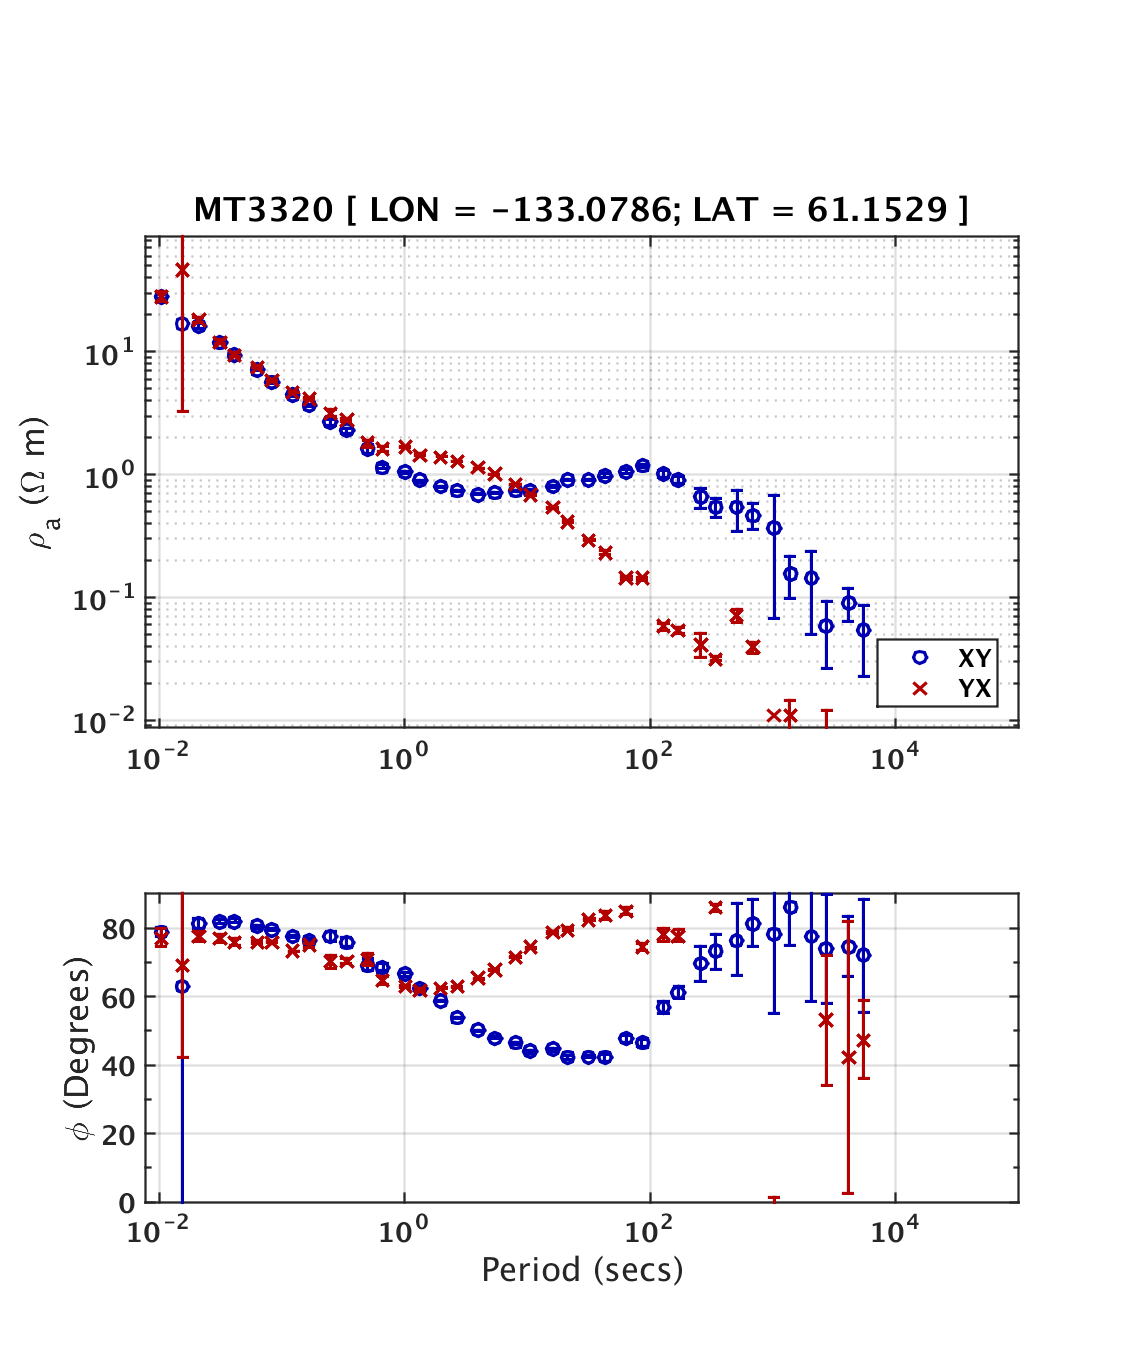 MT3320 [ LON = -133.0786; LAT = 61.1529 ]
ρa (Ω m)
10^1
10^0
10^-1
10^-2
XY
YX
10^-2 10^0 10^2 10^4
φ (Degrees)
80
60
40
20
0
10^-2 10^0 10^2 10^4
Period (secs)